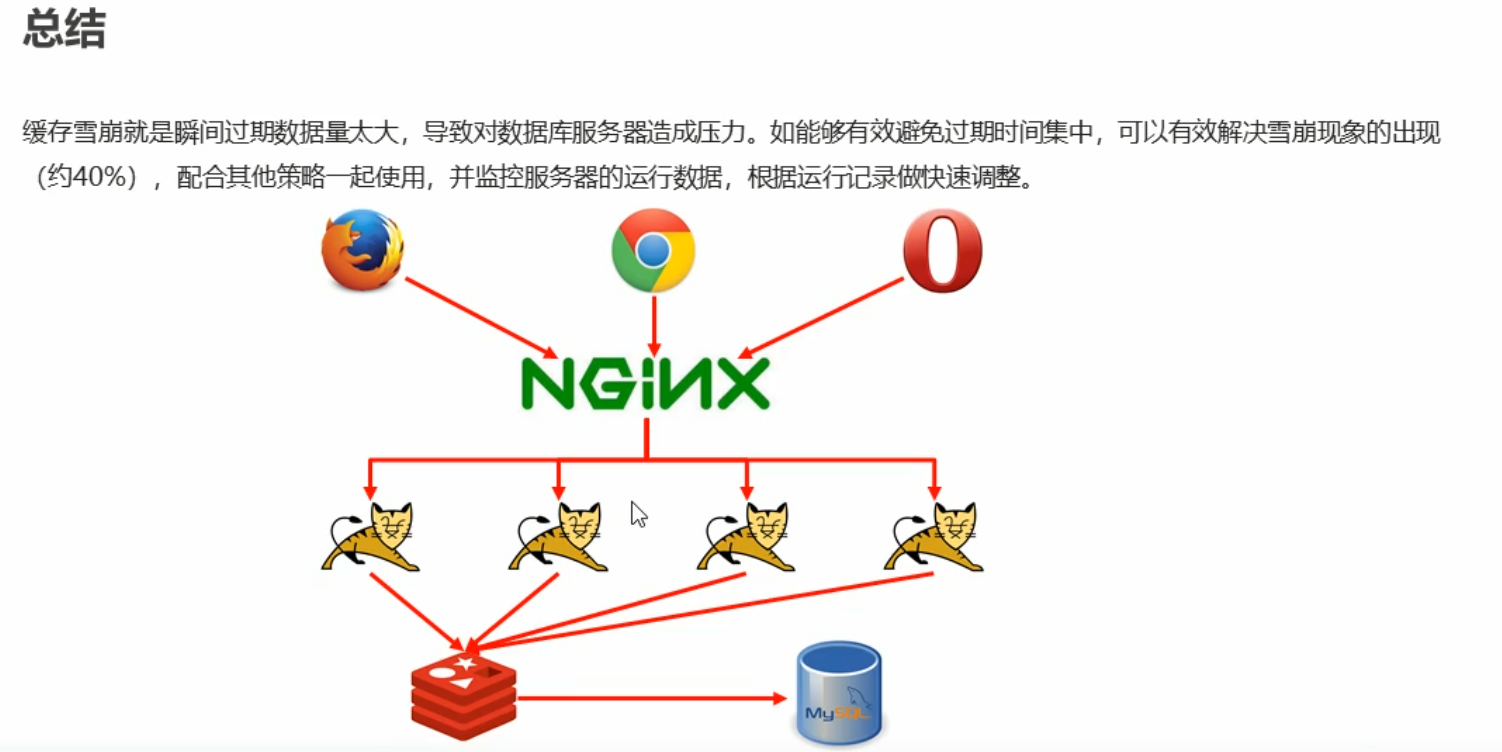 总结
缓存雪崩就是瞬间过期数据量太大，导致对数据库服务器造成压力。如能够有效避免过期时间集中，可以有效解决雪崩现象的出现
（约40%），配合其他策略一起使用，并监控服务器的运行数据，根据运行记录做快速调整。
NGiNX
MySQL